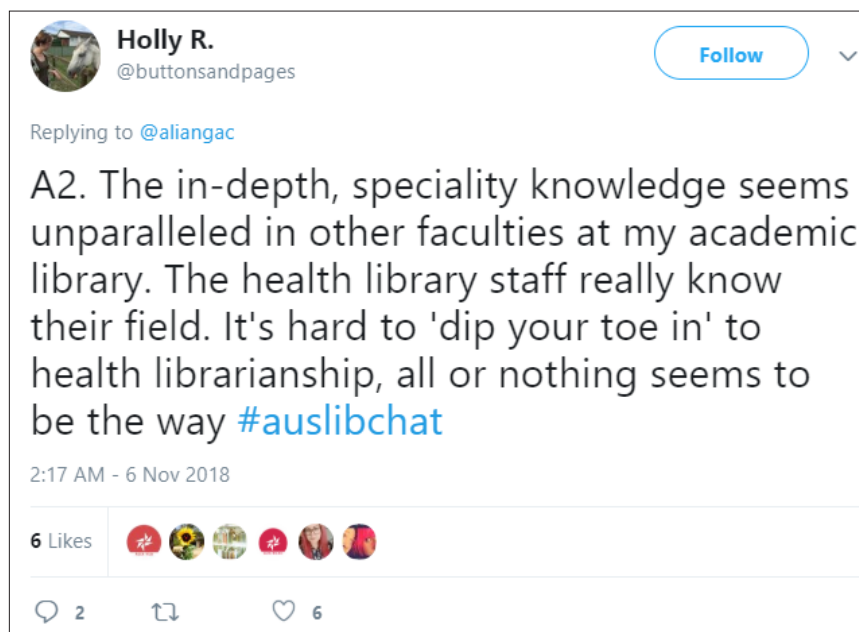 Holly R.
@buttonsandpages
Follow
Replying to @aliangac
A2. The in-depth, speciality knowledge seems
unparalleled in other faculties at my academic
library. The health library staff really know
their field. It's hard to 'dip your toe in' to
health librarianship, all or nothing seems to
be the way #auslibchat
2:17 AM - 6 Nov 2018
6 Likes
2 6